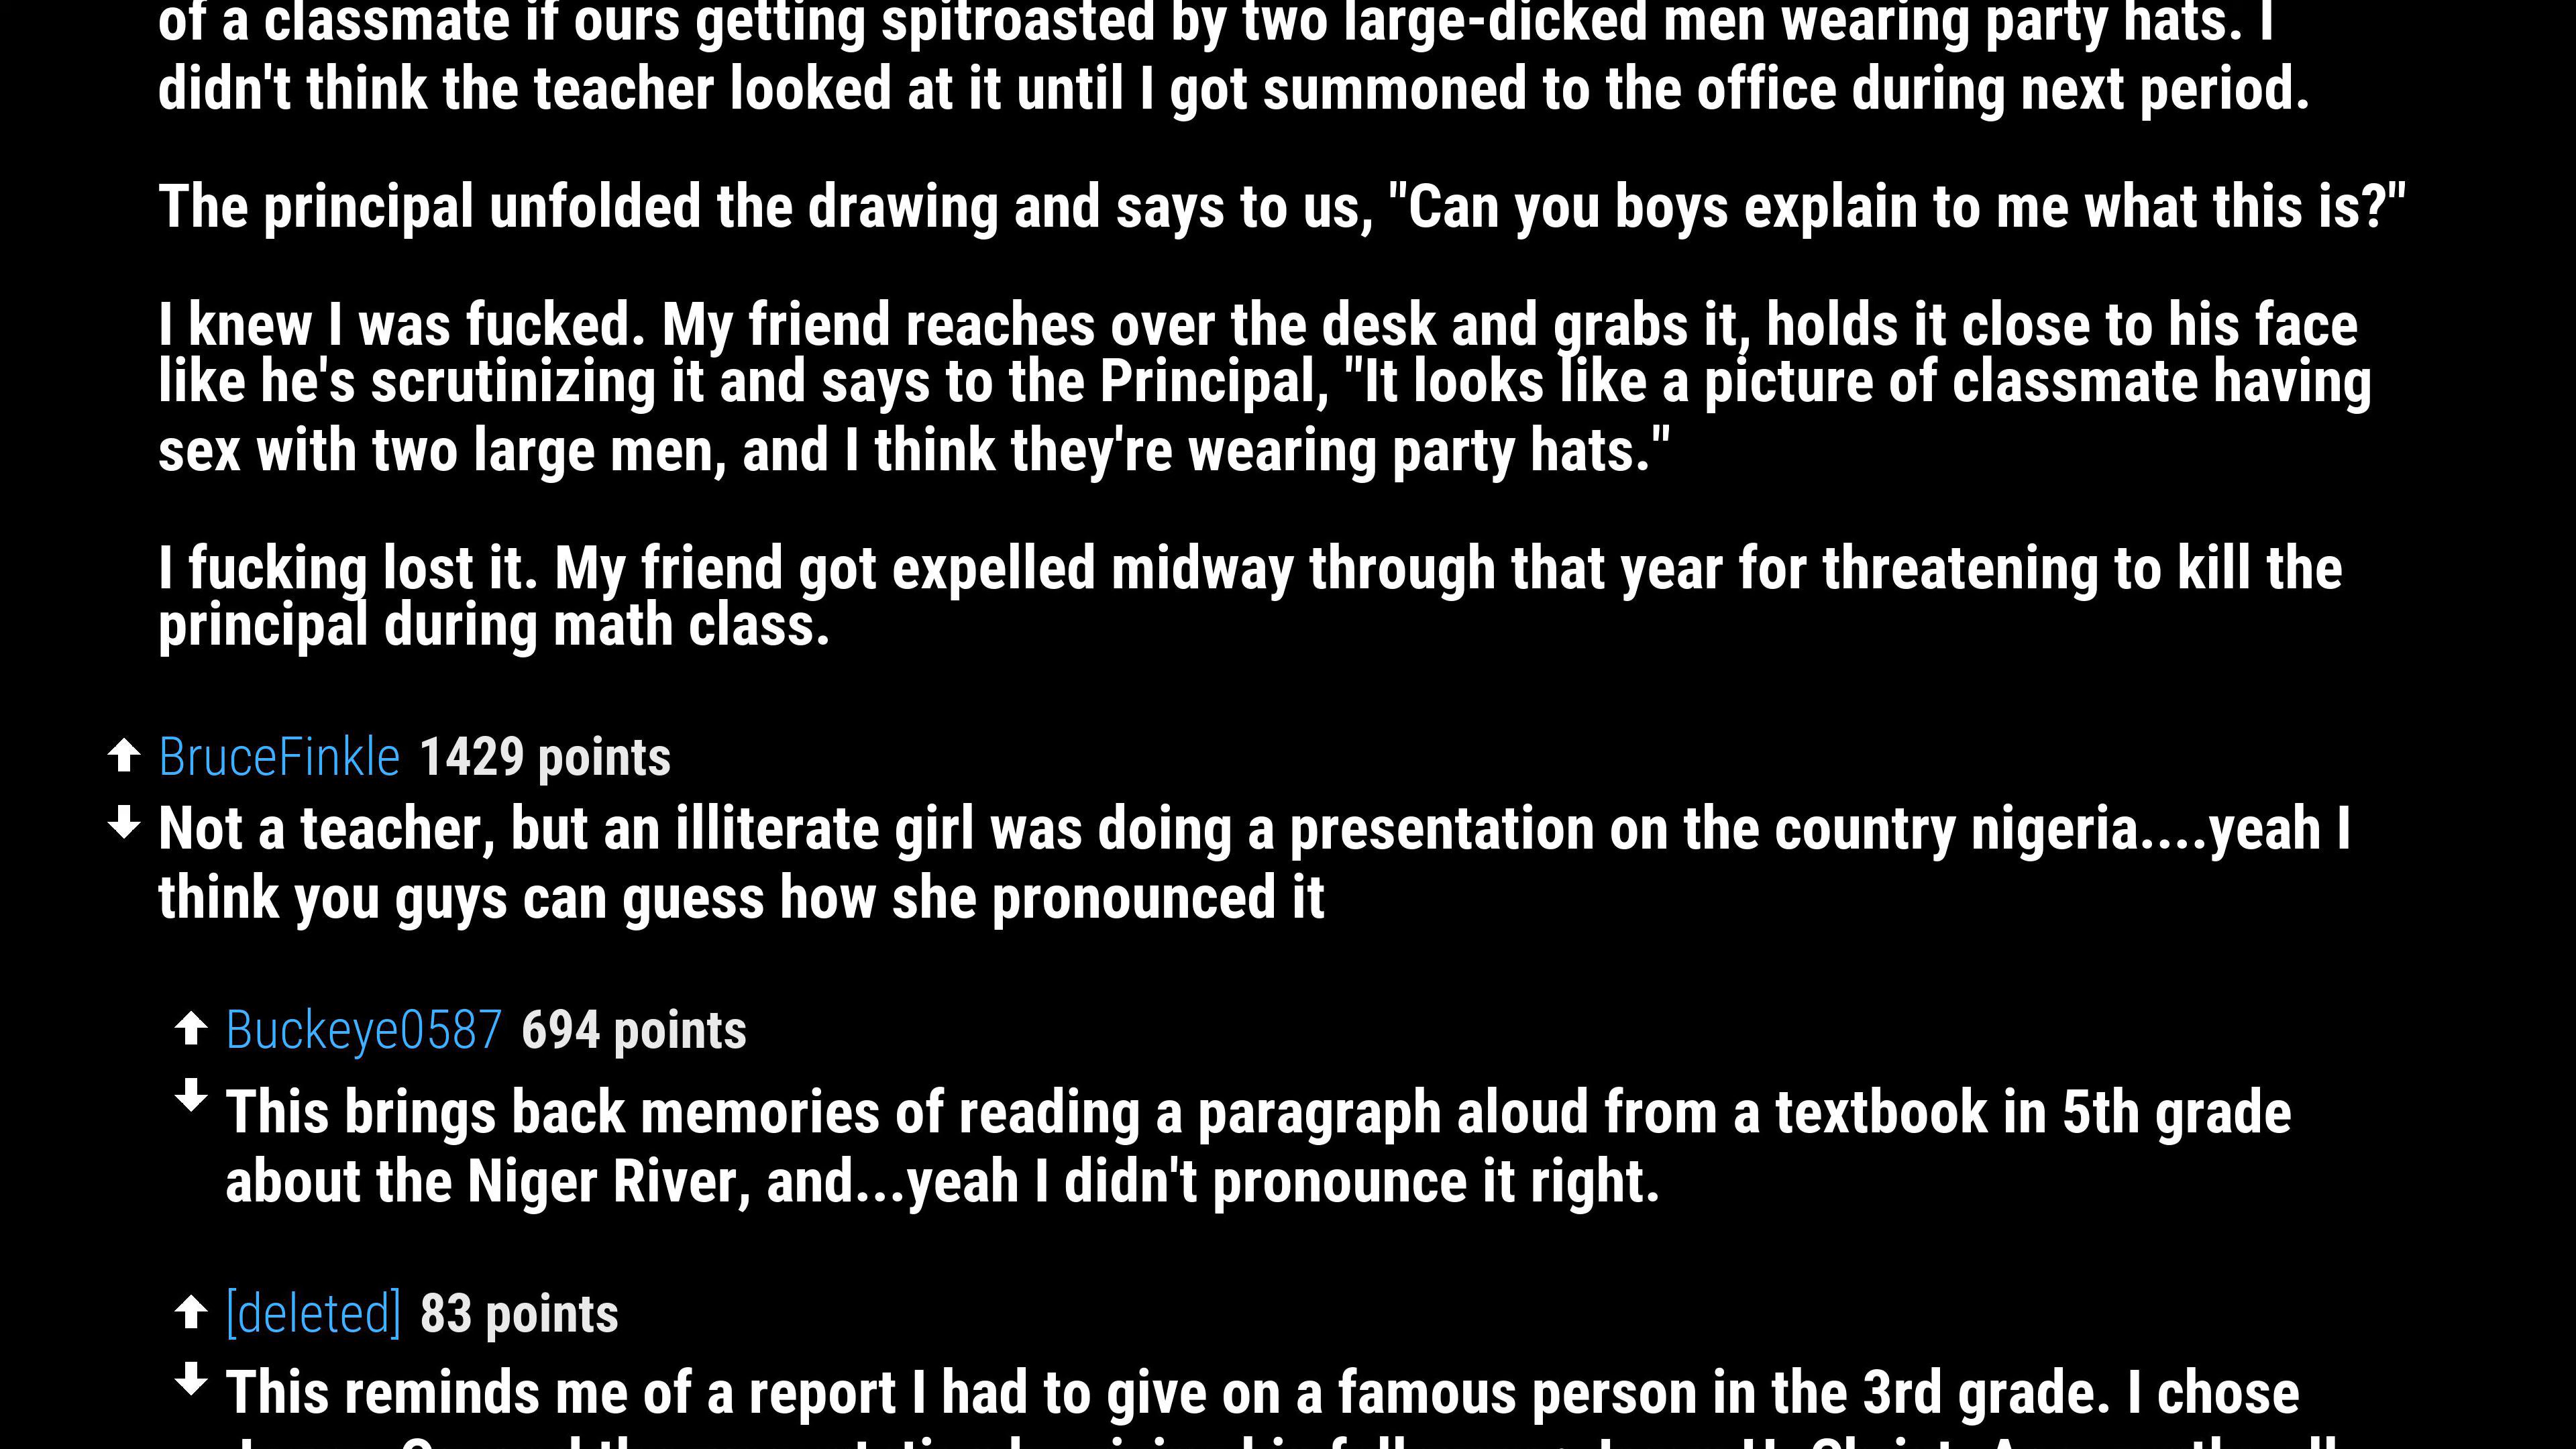 of a classmate if ours getting spitroasted by two large-dicked men wearing party hats. I
didn't think the teacher looked at it until I got summoned to the office during next period.
The principal unfolded the drawing and says to us, "Can you boys explain to me what this is?"
I knew I was fucked. My friend reaches over the desk and grabs it, holds it close to his face
like he's scrutinizing it and says to the Principal, "It looks like a picture of classmate having
sex with two large men, and I think they're wearing party hats."
I fucking lost it. My friend got expelled midway through that year for threatening to kill the
principal during math class.
BruceFinkle 1429 points
Not a teacher, but an illiterate girl was doing a presentation on the country nigeria....yeah I
think you guys can guess how she pronounced it
Buckeye0587 694 points
This brings back memories of reading a paragraph aloud from a textbook in 5th grade
about the Niger River, and...yeah I didn't pronounce it right.
[deleted] 83 points
This reminds me of a report I had to give on a famous person in the 3rd grade. I chose